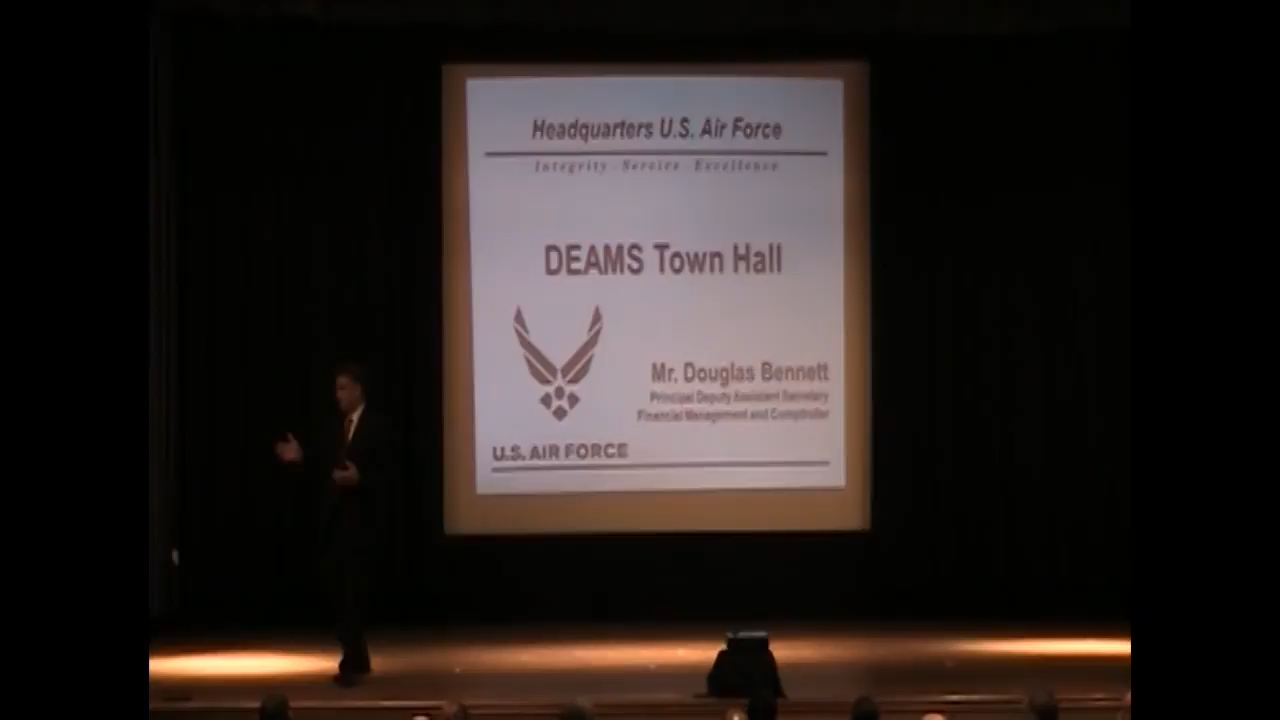 Headquarters U.S. Air Force
Integrity - Service - Excellence
DEAMS Town Hall
Mr. Douglas Bennett
Principal Deputy Assistant Secretary
Financial Management and Comptroller
U.S. AIR FORCE